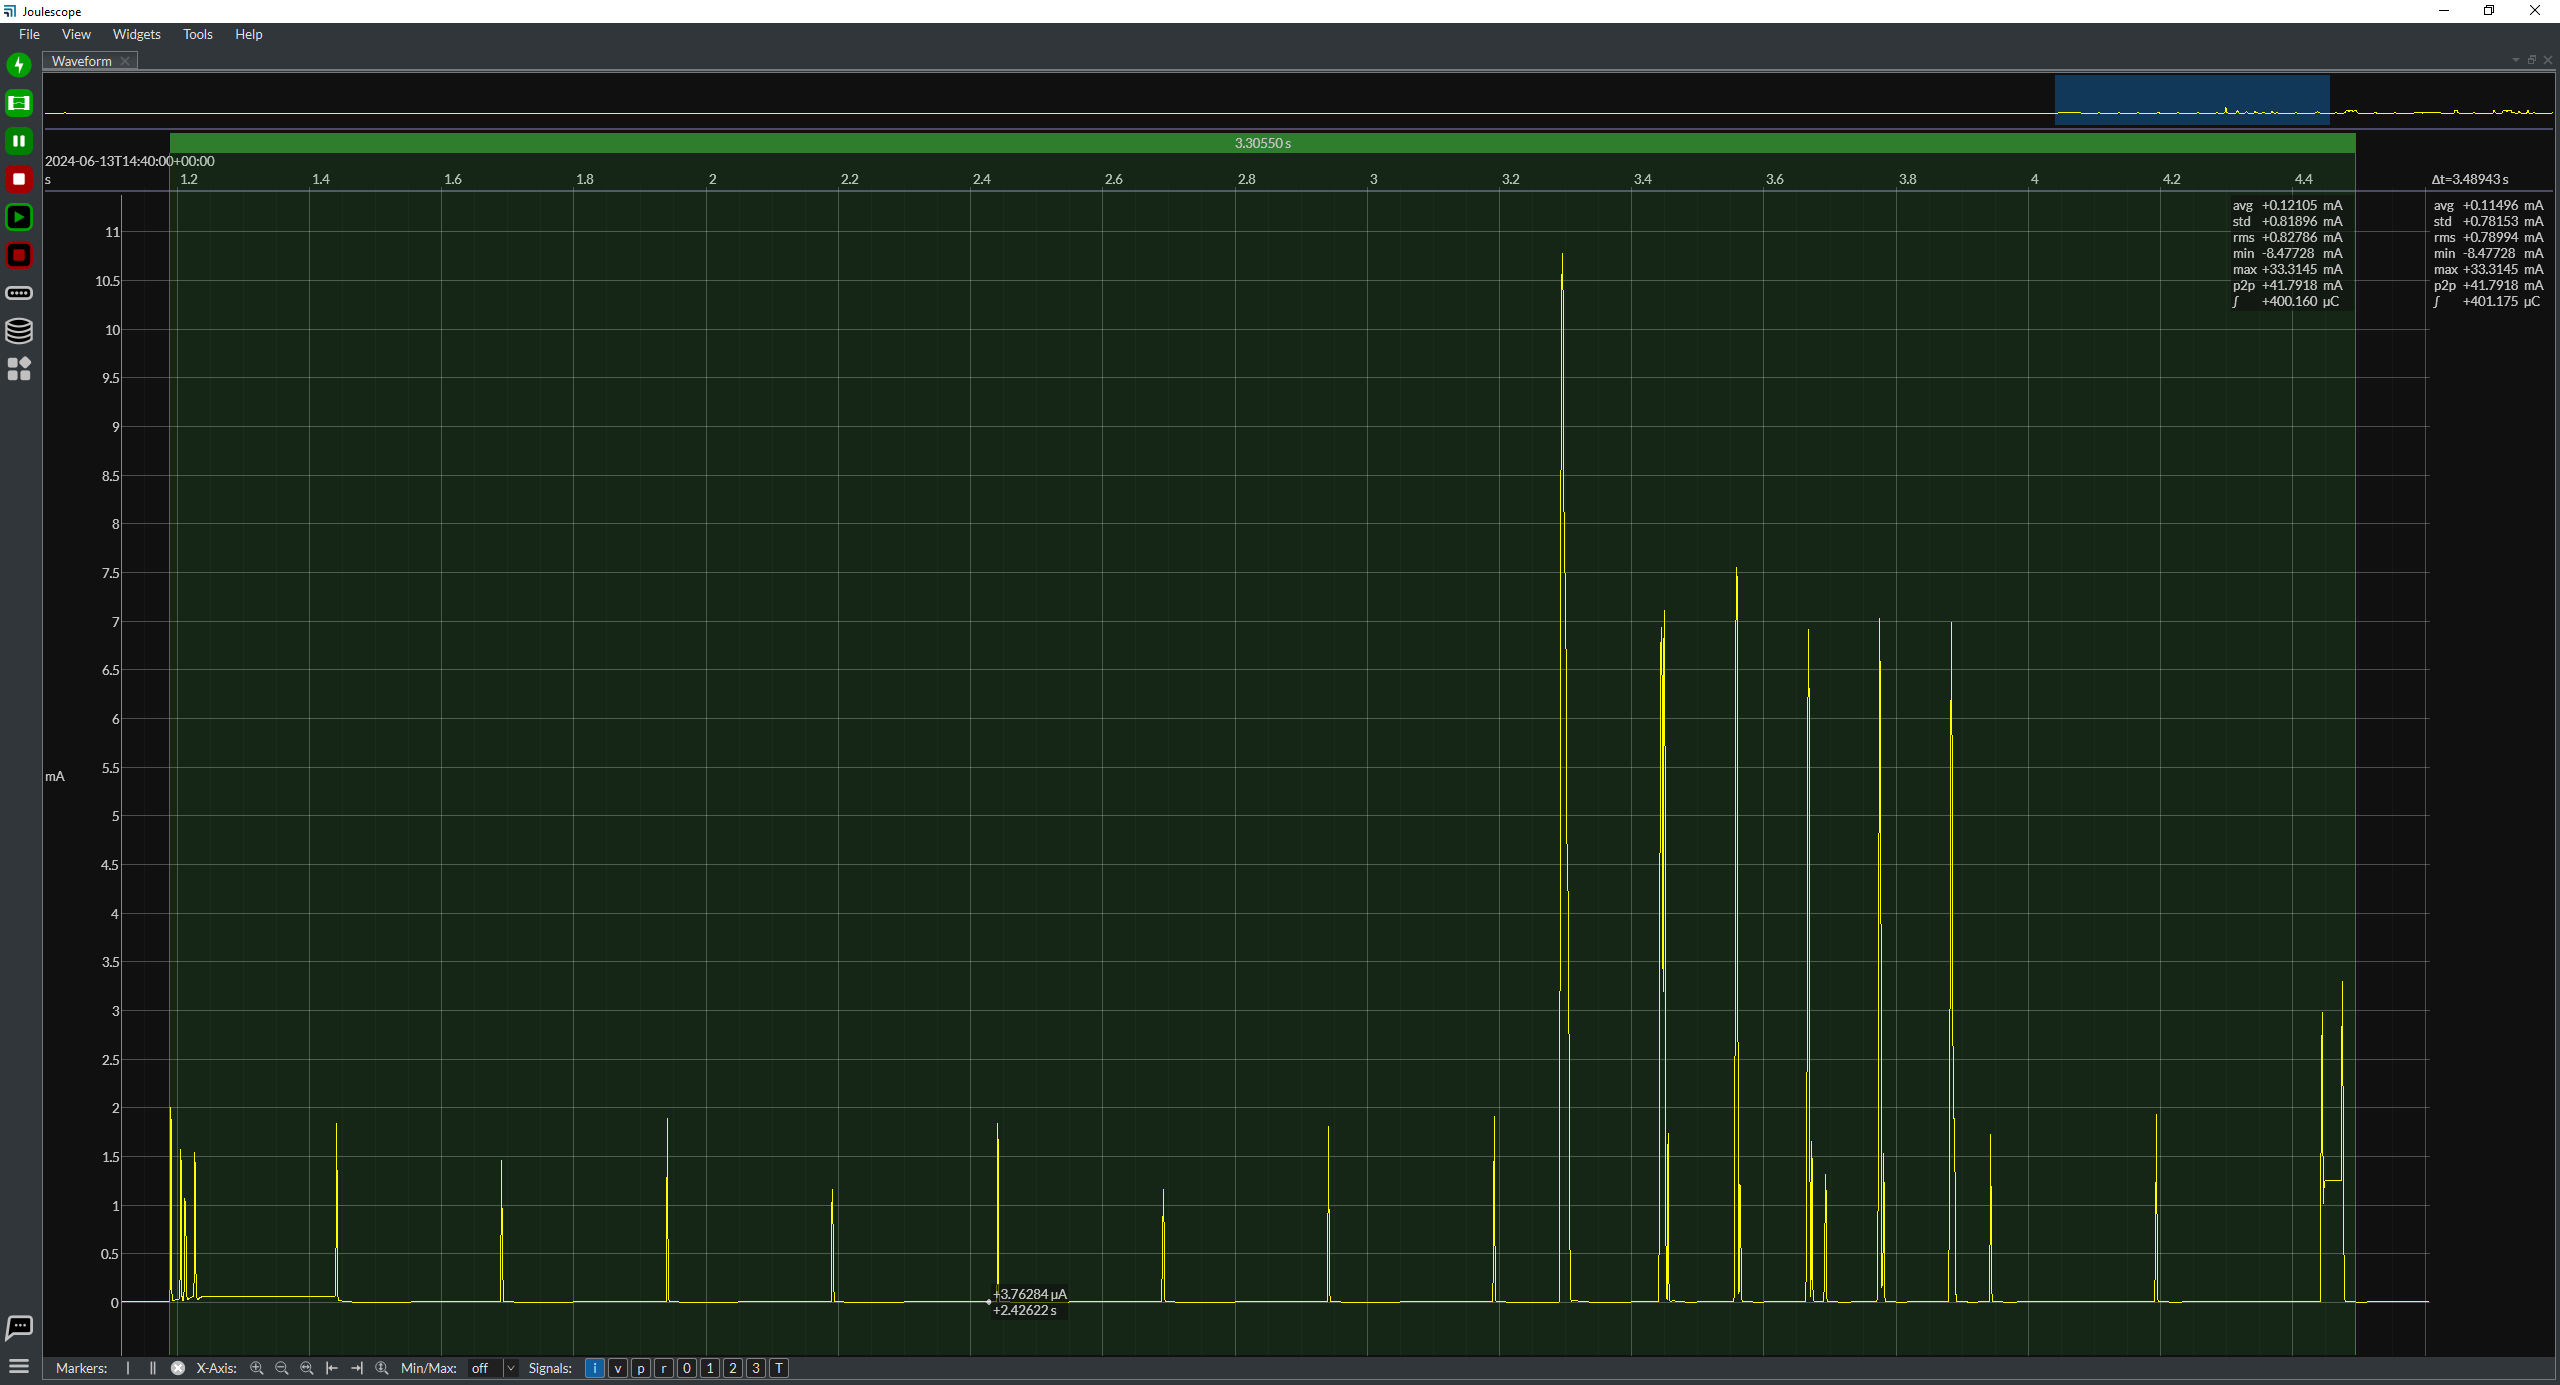 Joulescope
File View Widgets Tools Help
Waveform
3.30550 s
2024-06-13T14:40:00+00:00
s 1.2 1.4 1.6 1.8 2 2.2 2.4 2.6 2.8 3 3.2 3.4 3.6 3.8 4 4.2 4.4 Δt=3.48943 s
avg +0.12105 mA
std +0.81896 mA
rms +0.82786 mA
min -8.47728 mA
max +33.3145 mA
p2p +41.7918 mA
∫ +400.160 µC
avg +0.11496 mA
std +0.78153 mA
rms +0.78994 mA
min -8.47728 mA
max +33.3145 mA
p2p +41.7918 mA
∫ +401.175 µC
11
10.5
10
9.5
9
8.5
8
7.5
7
6.5
6
5.5
mA
5
4.5
4
3.5
3
2.5
2
1.5
1
0.5
0
+3.76284 µA
+2.42622 s
Markers: X-Axis: Min/Max: off Signals: i v p r 0 1 2 3 T